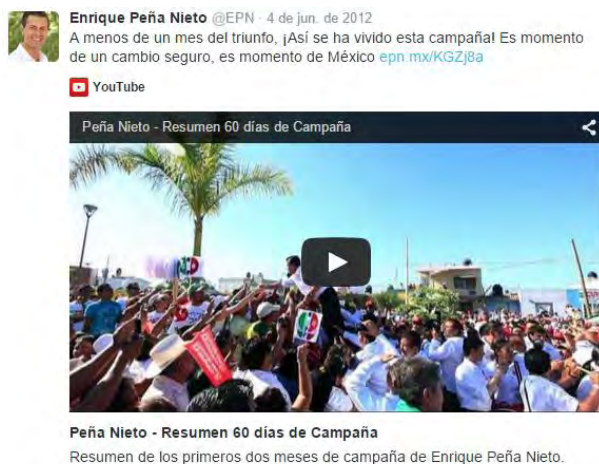 Enrique Peña Nieto @EPN · 4 de jun. de 2012
A menos de un mes del triunfo, ¡Así se ha vivido esta campaña! Es momento
de un cambio seguro, es momento de México epn.mx/KGZj8a
YouTube
Peña Nieto - Resumen 60 días de Campaña
PRI
Peña Nieto - Resumen 60 días de Campaña
Resumen de los primeros dos meses de campaña de Enrique Peña Nieto.